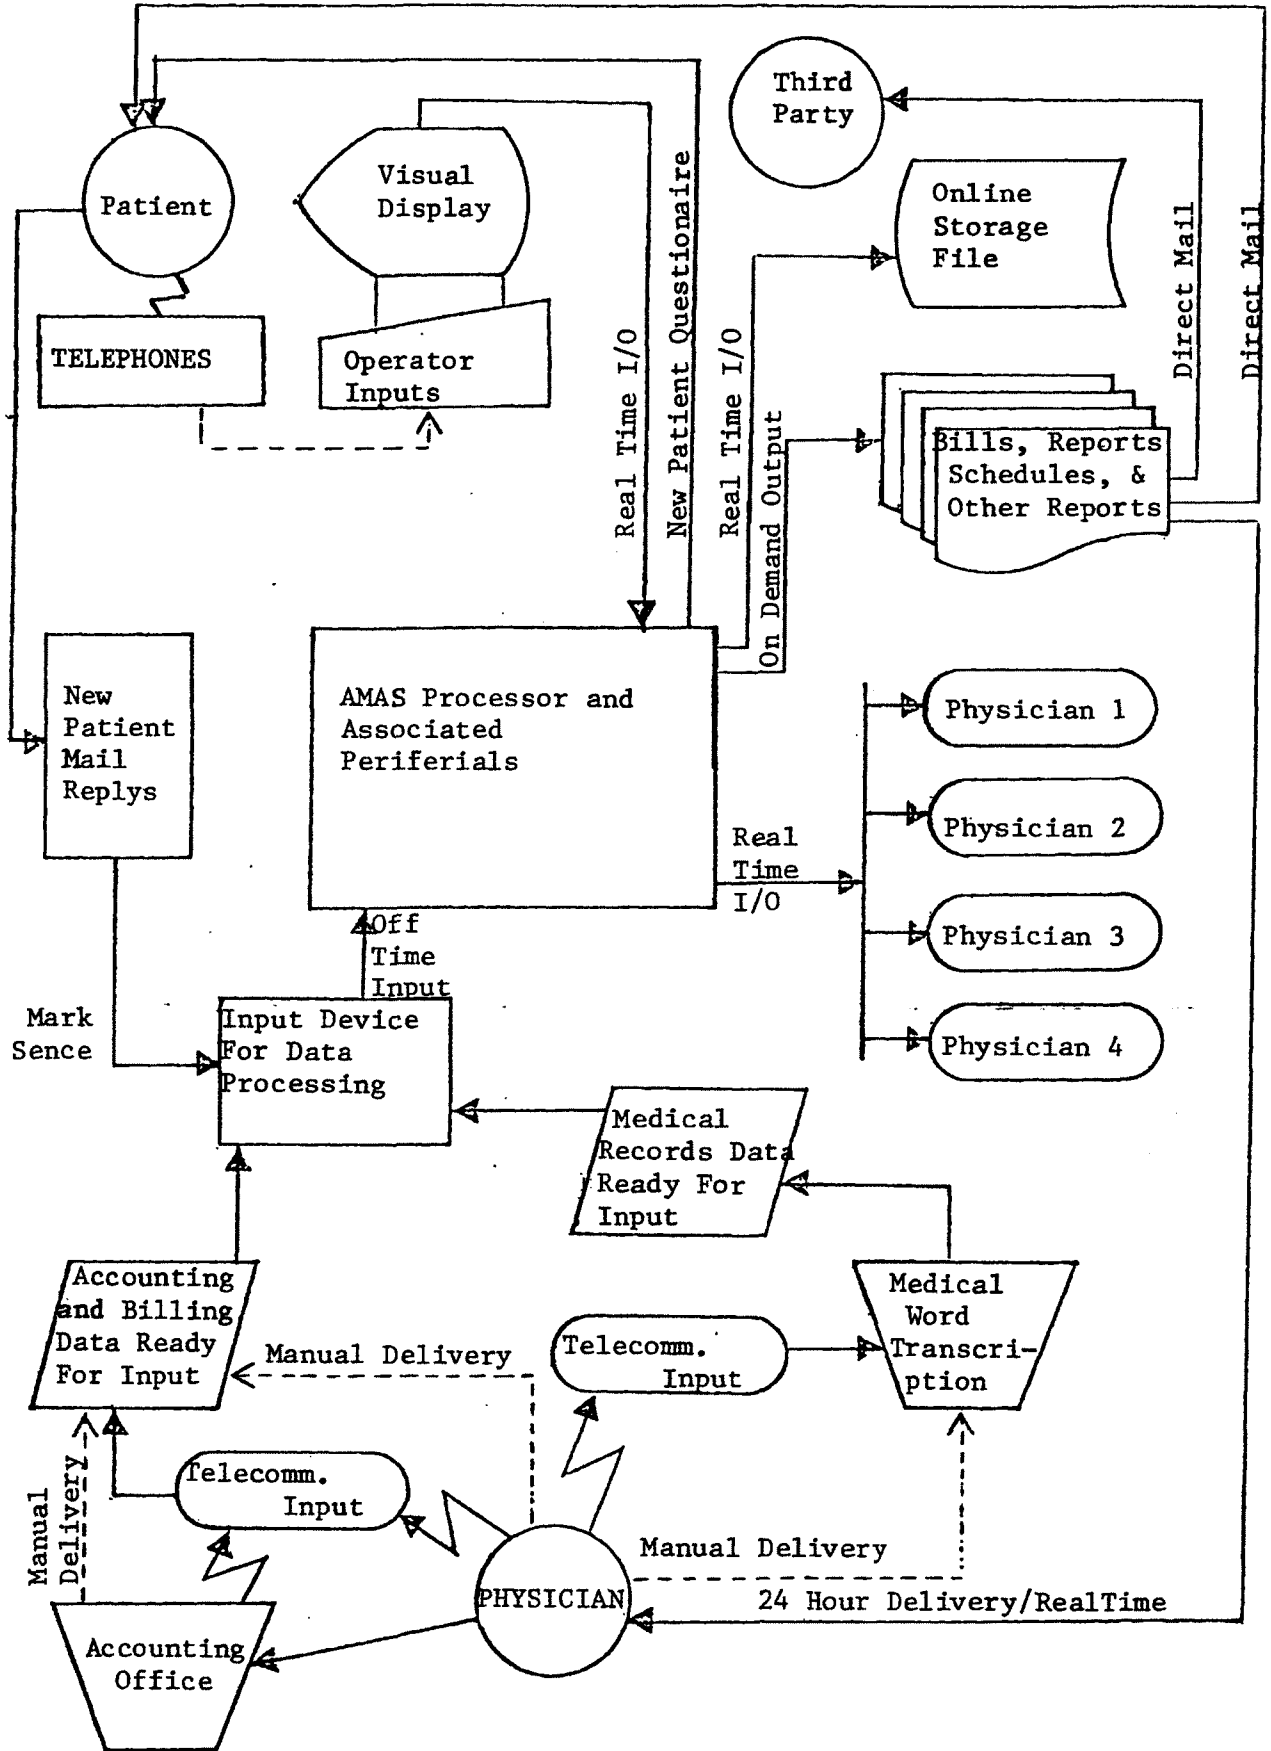 Third
Party
Patient
Visual
Display
Online
Storage
File
TELEPHONES
Operator
Inputs
Real Time I/O
New Patient Questionaire
Real Time I/O
On Demand Output
Direct Mail
Direct Mail
Bills, Reports
Schedules, &
Other Reports
New
Patient
Mail
Replys
AMAS Processor and
Associated
Periferials
Physician 1
Physician 2
Physician 3
Physician 4
Real
Time
I/O
Off
Time
Input
Mark
Sence
Input Device
For Data
Processing
Medical
Records Data
Ready For
Input
Accounting
and Billing
Data Ready
For Input
Manual Delivery
Telecomm.
Input
Medical
Word
Transcri-
ption
Manual
Delivery
Telecomm.
Input
Manual Delivery
PHYSICIAN
24 Hour Delivery/RealTime
Accounting
Office